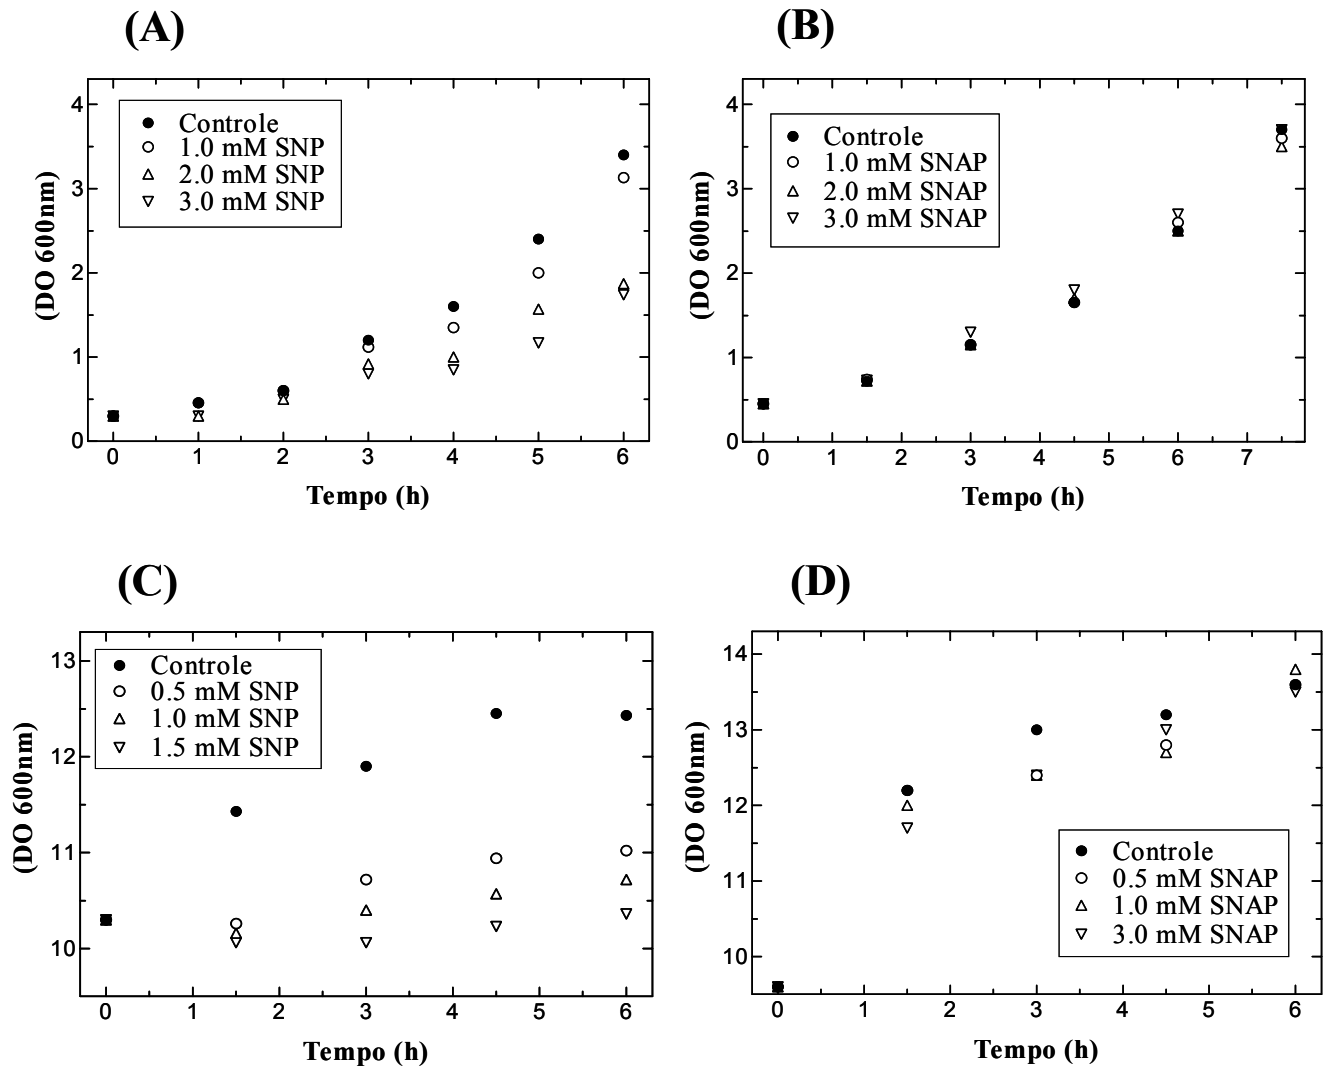 (A)
(DO 600nm)
4
3
2
1
0
Controle
1.0 mM SNP
2.0 mM SNP
3.0 mM SNP
0 1 2 3 4 5 6
Tempo (h)
(B)
(DO 600nm)
4
3
2
1
0
Controle
1.0 mM SNAP
2.0 mM SNAP
3.0 mM SNAP
0 1 2 3 4 5 6 7
Tempo (h)
(C)
(DO 600nm)
13
12
11
10
Controle
0.5 mM SNP
1.0 mM SNP
1.5 mM SNP
0 1 2 3 4 5 6
Tempo (h)
(D)
(DO 600nm)
14
13
12
11
10
Controle
0.5 mM SNAP
1.0 mM SNAP
3.0 mM SNAP
0 1 2 3 4 5 6
Tempo (h)